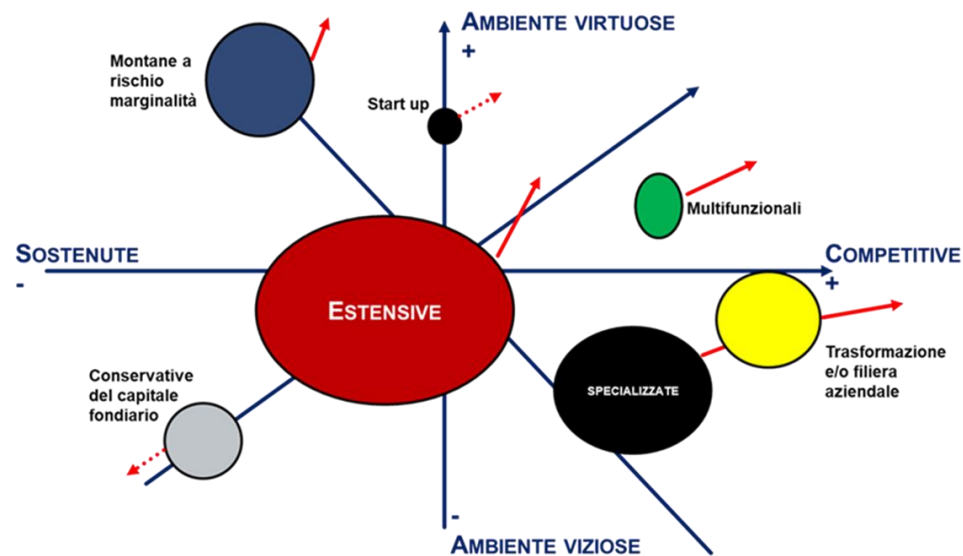 AMBIENTE VIRTUOSE
+
Montane a
rischio
marginalità
Start up
Multifunzionali
SOSTENUTE
-
COMPETITIVE
+
ESTENSIVE
Trasformazione
e/o filiera
aziendale
Conservative
del capitale
fondiario
SPECIALIZZATE
-
AMBIENTE VIZIOSE